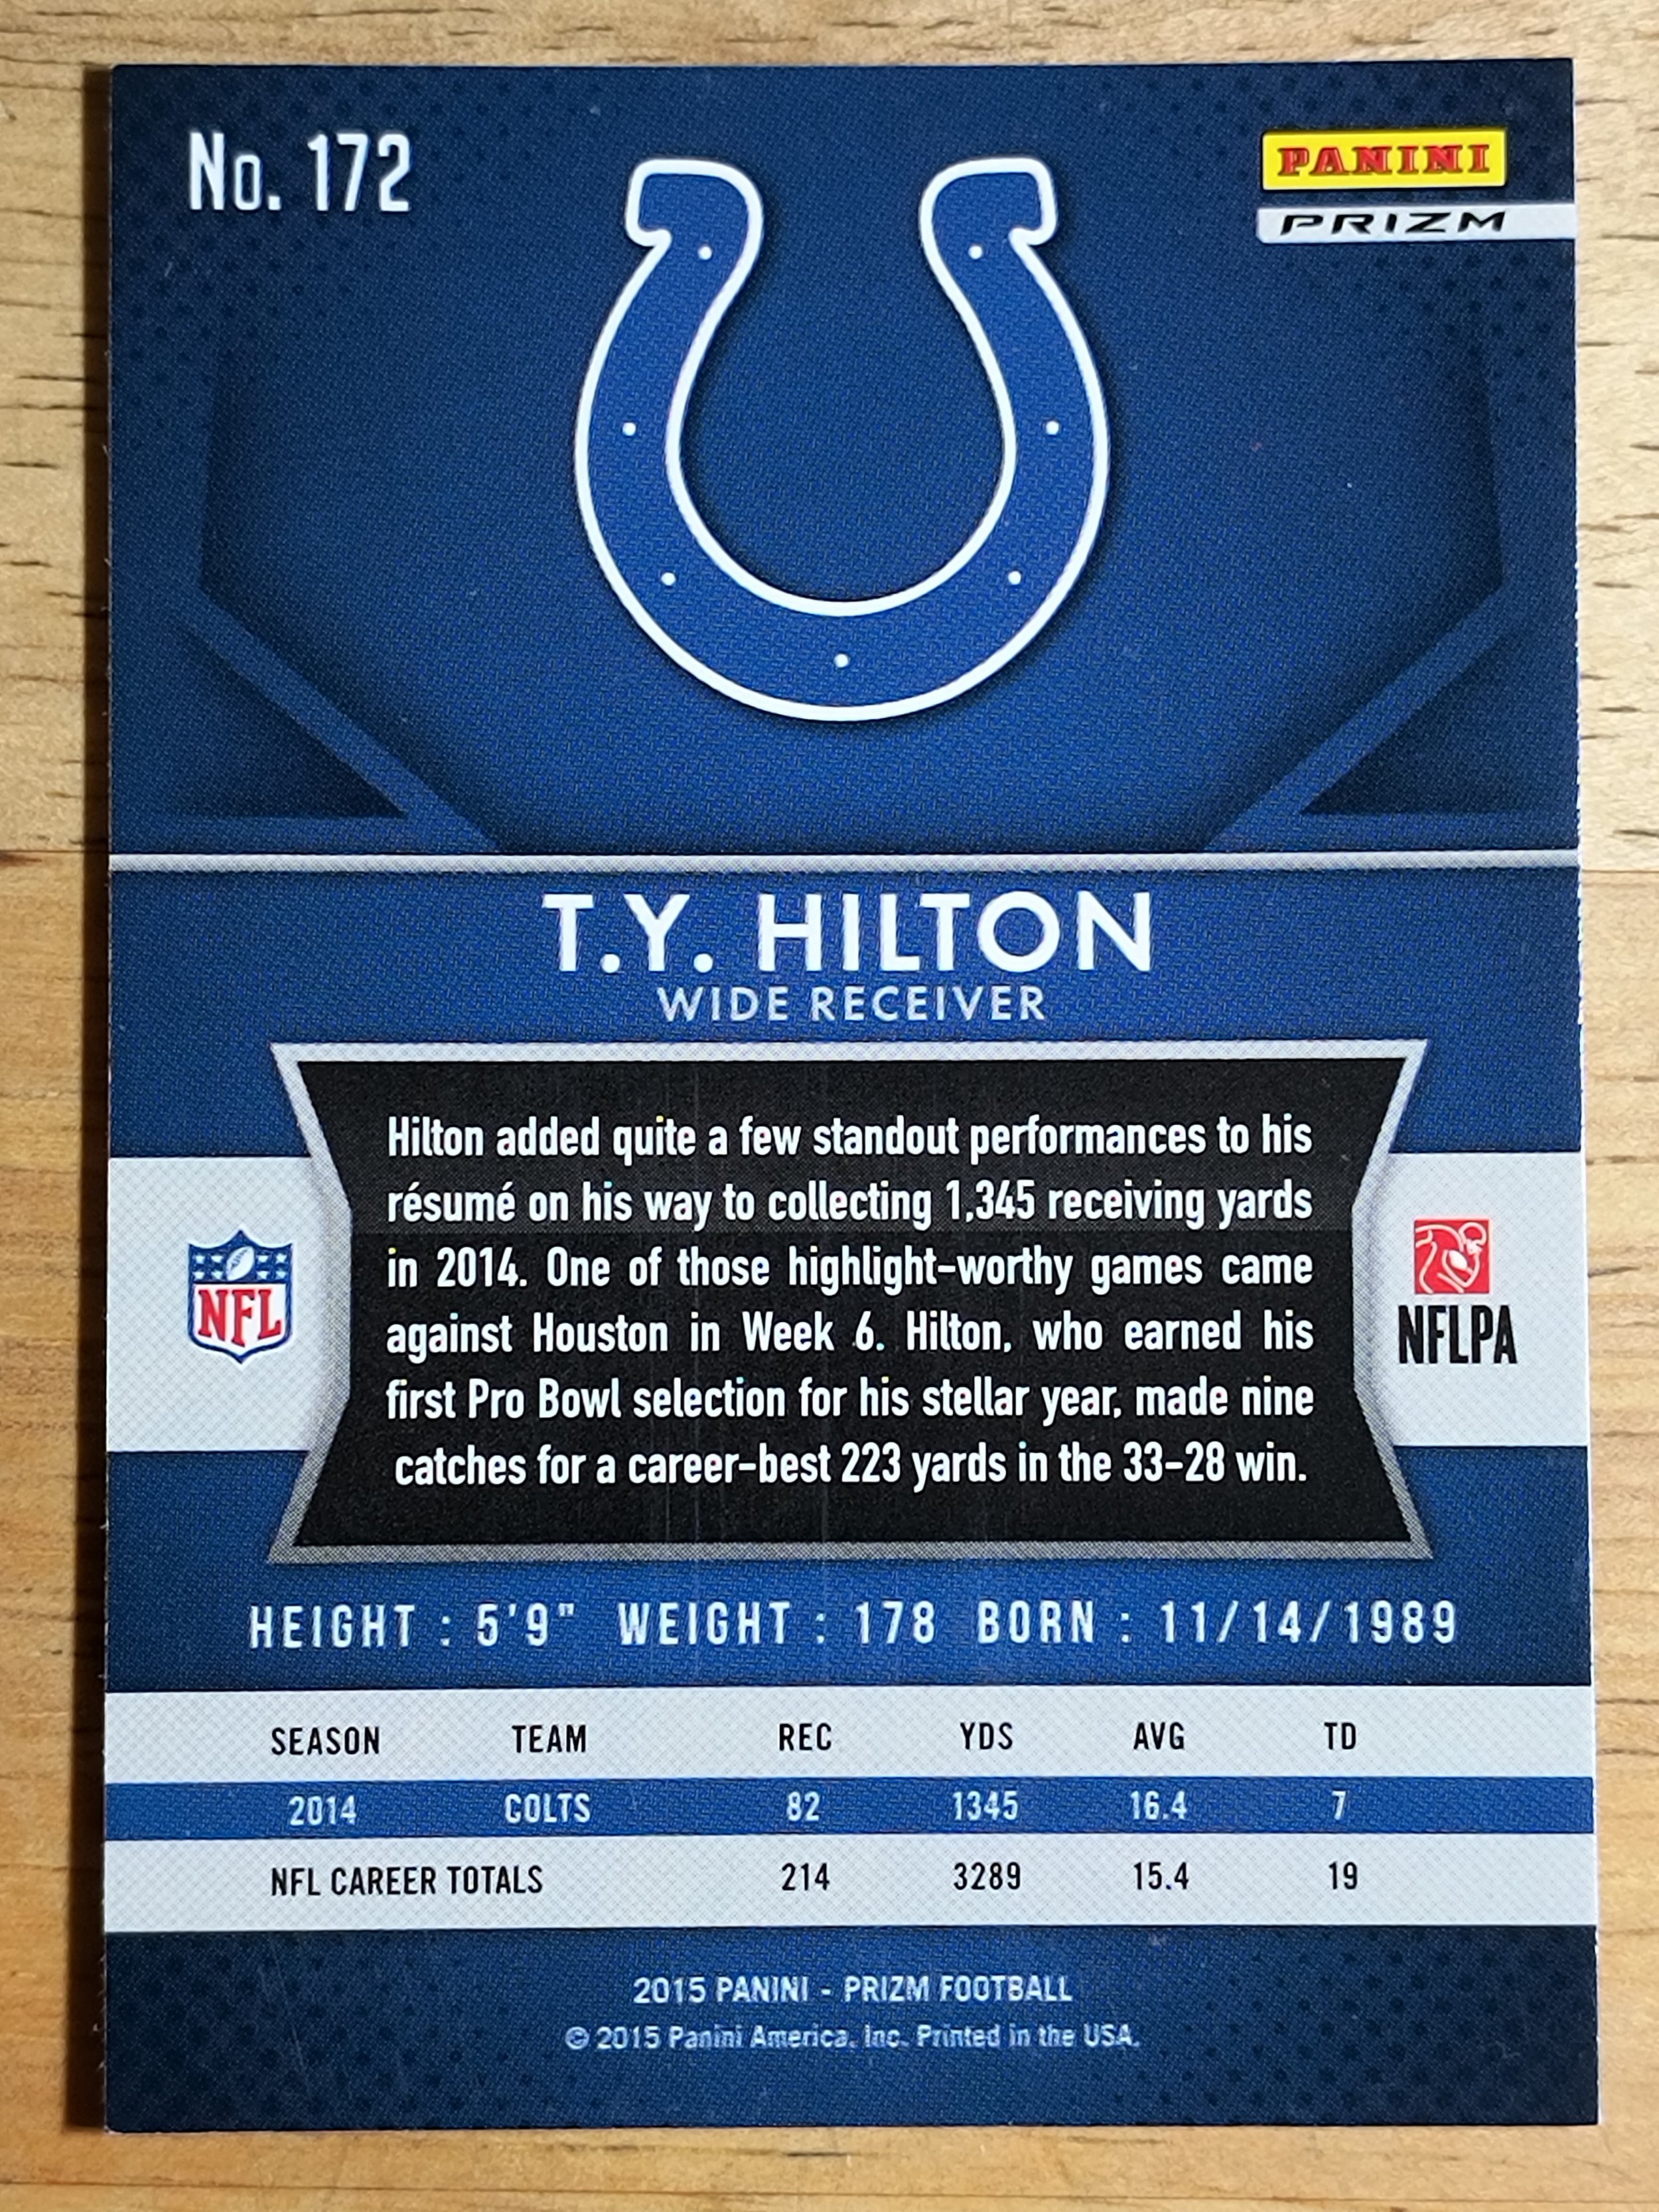 No. 172
PANINI
PRIZM
T.Y. HILTON
WIDE RECEIVER
Hilton added quite a few standout performances to his
résumé on his way to collecting 1,345 receiving yards
in 2014. One of those highlight-worthy games came
against Houston in Week 6. Hilton, who earned his
first Pro Bowl selection for his stellar year, made nine
catches for a career-best 223 yards in the 33-28 win.
NFL
NFLPA
HEIGHT : 5'9" WEIGHT : 178 BORN : 11/14/1989
SEASON TEAM REC YDS AVG TD
2014 COLTS 82 1345 16.4 7
NFL CAREER TOTALS 214 3289 15.4 19
2015 PANINI - PRIZM FOOTBALL
© 2015 Panini America, Inc. Printed in the USA.